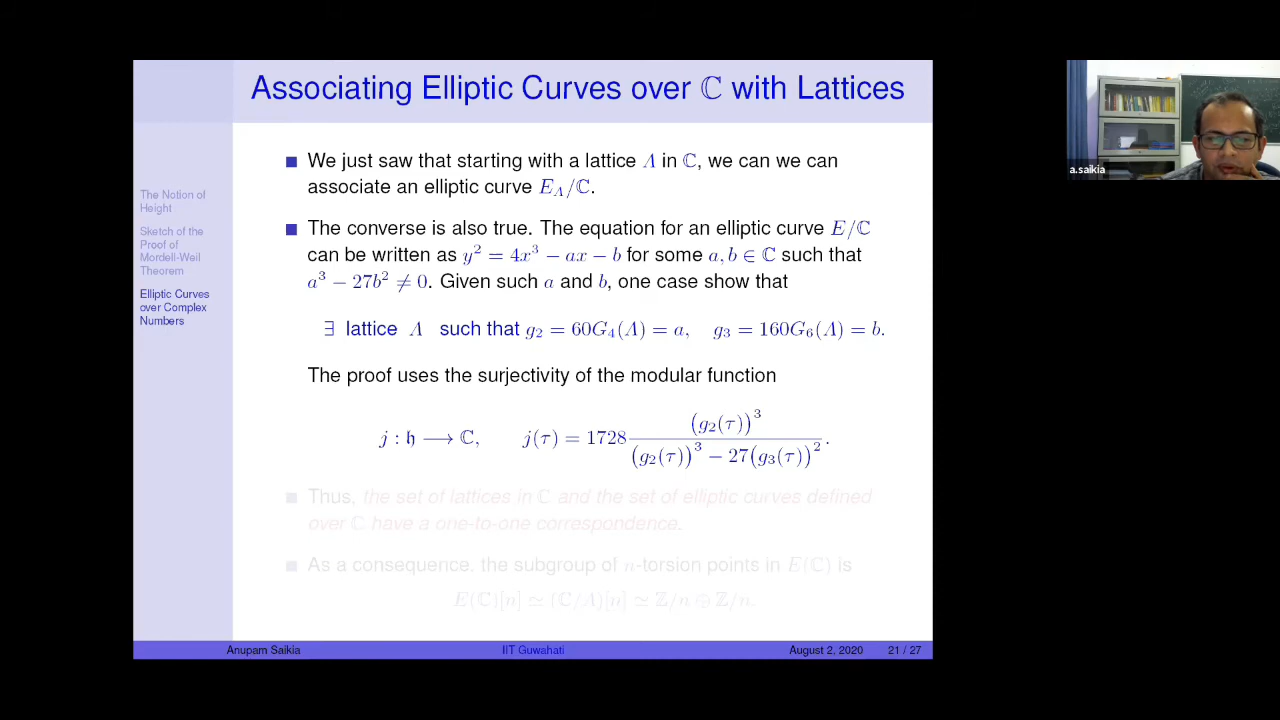 Associating Elliptic Curves over ℂ with Lattices
The Notion of
Height
Sketch of the
Proof of
Mordell-Weil
Theorem
Elliptic Curves
over Complex
Numbers
We just saw that starting with a lattice Λ in ℂ, we can we can
associate an elliptic curve E_Λ/ℂ.
The converse is also true. The equation for an elliptic curve E/ℂ
can be written as y² = 4x³ − ax − b for some a, b ∈ ℂ such that
a³ − 27b² ≠ 0. Given such a and b, one case show that
∃ lattice Λ such that g₂ = 60G₄(Λ) = a, g₃ = 160G₆(Λ) = b.
The proof uses the surjectivity of the modular function
j : 𝔥 ⟶ ℂ, j(τ) = 1728 (g₂(τ))³ / ((g₂(τ))³ − 27(g₃(τ))²).
Thus, the set of lattices in ℂ and the set of elliptic curves defined
over ℂ have a one-to-one correspondence.
As a consequence, the subgroup of n-torsion points in E(ℂ) is
E(ℂ)[n] ≃ (ℂ/Λ)[n] ≃ ℤ/n ⊕ ℤ/n.
Anupam Saikia IIT Guwahati August 2, 2020 21 / 27
a.saikia